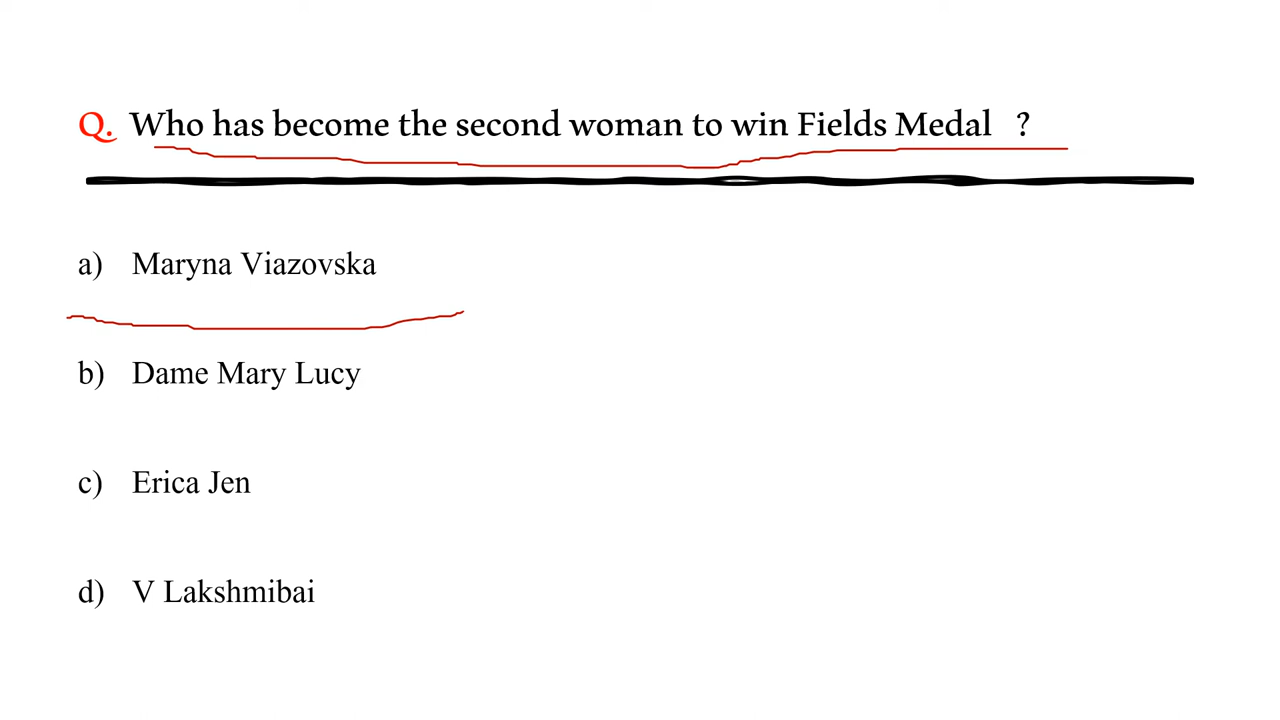 Q. Who has become the second woman to win Fields Medal ?
a) Maryna Viazovska
b) Dame Mary Lucy
c) Erica Jen
d) V Lakshmibai